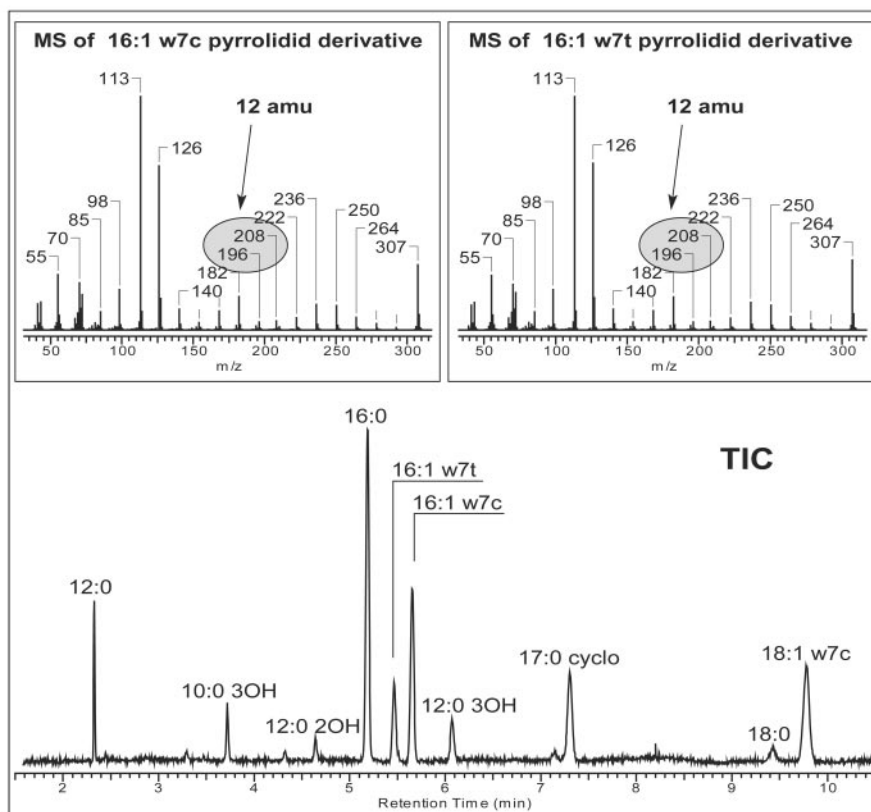 MS of 16:1 w7c pyrrolidid derivative
113
12 amu
126
98
85
70
55
140
182
196
208
222
236
250
264
307
50 100 150 200 250 300
m/z
MS of 16:1 w7t pyrrolidid derivative
113
12 amu
126
98
85
70
55
140
182
196
208
222
236
250
264
307
50 100 150 200 250 300
m/z
TIC
12:0
10:0 3OH
12:0 2OH
16:0
16:1 w7t
16:1 w7c
12:0 3OH
17:0 cyclo
18:0
18:1 w7c
2 3 4 5 6 7 8 9 10
Retention Time (min)